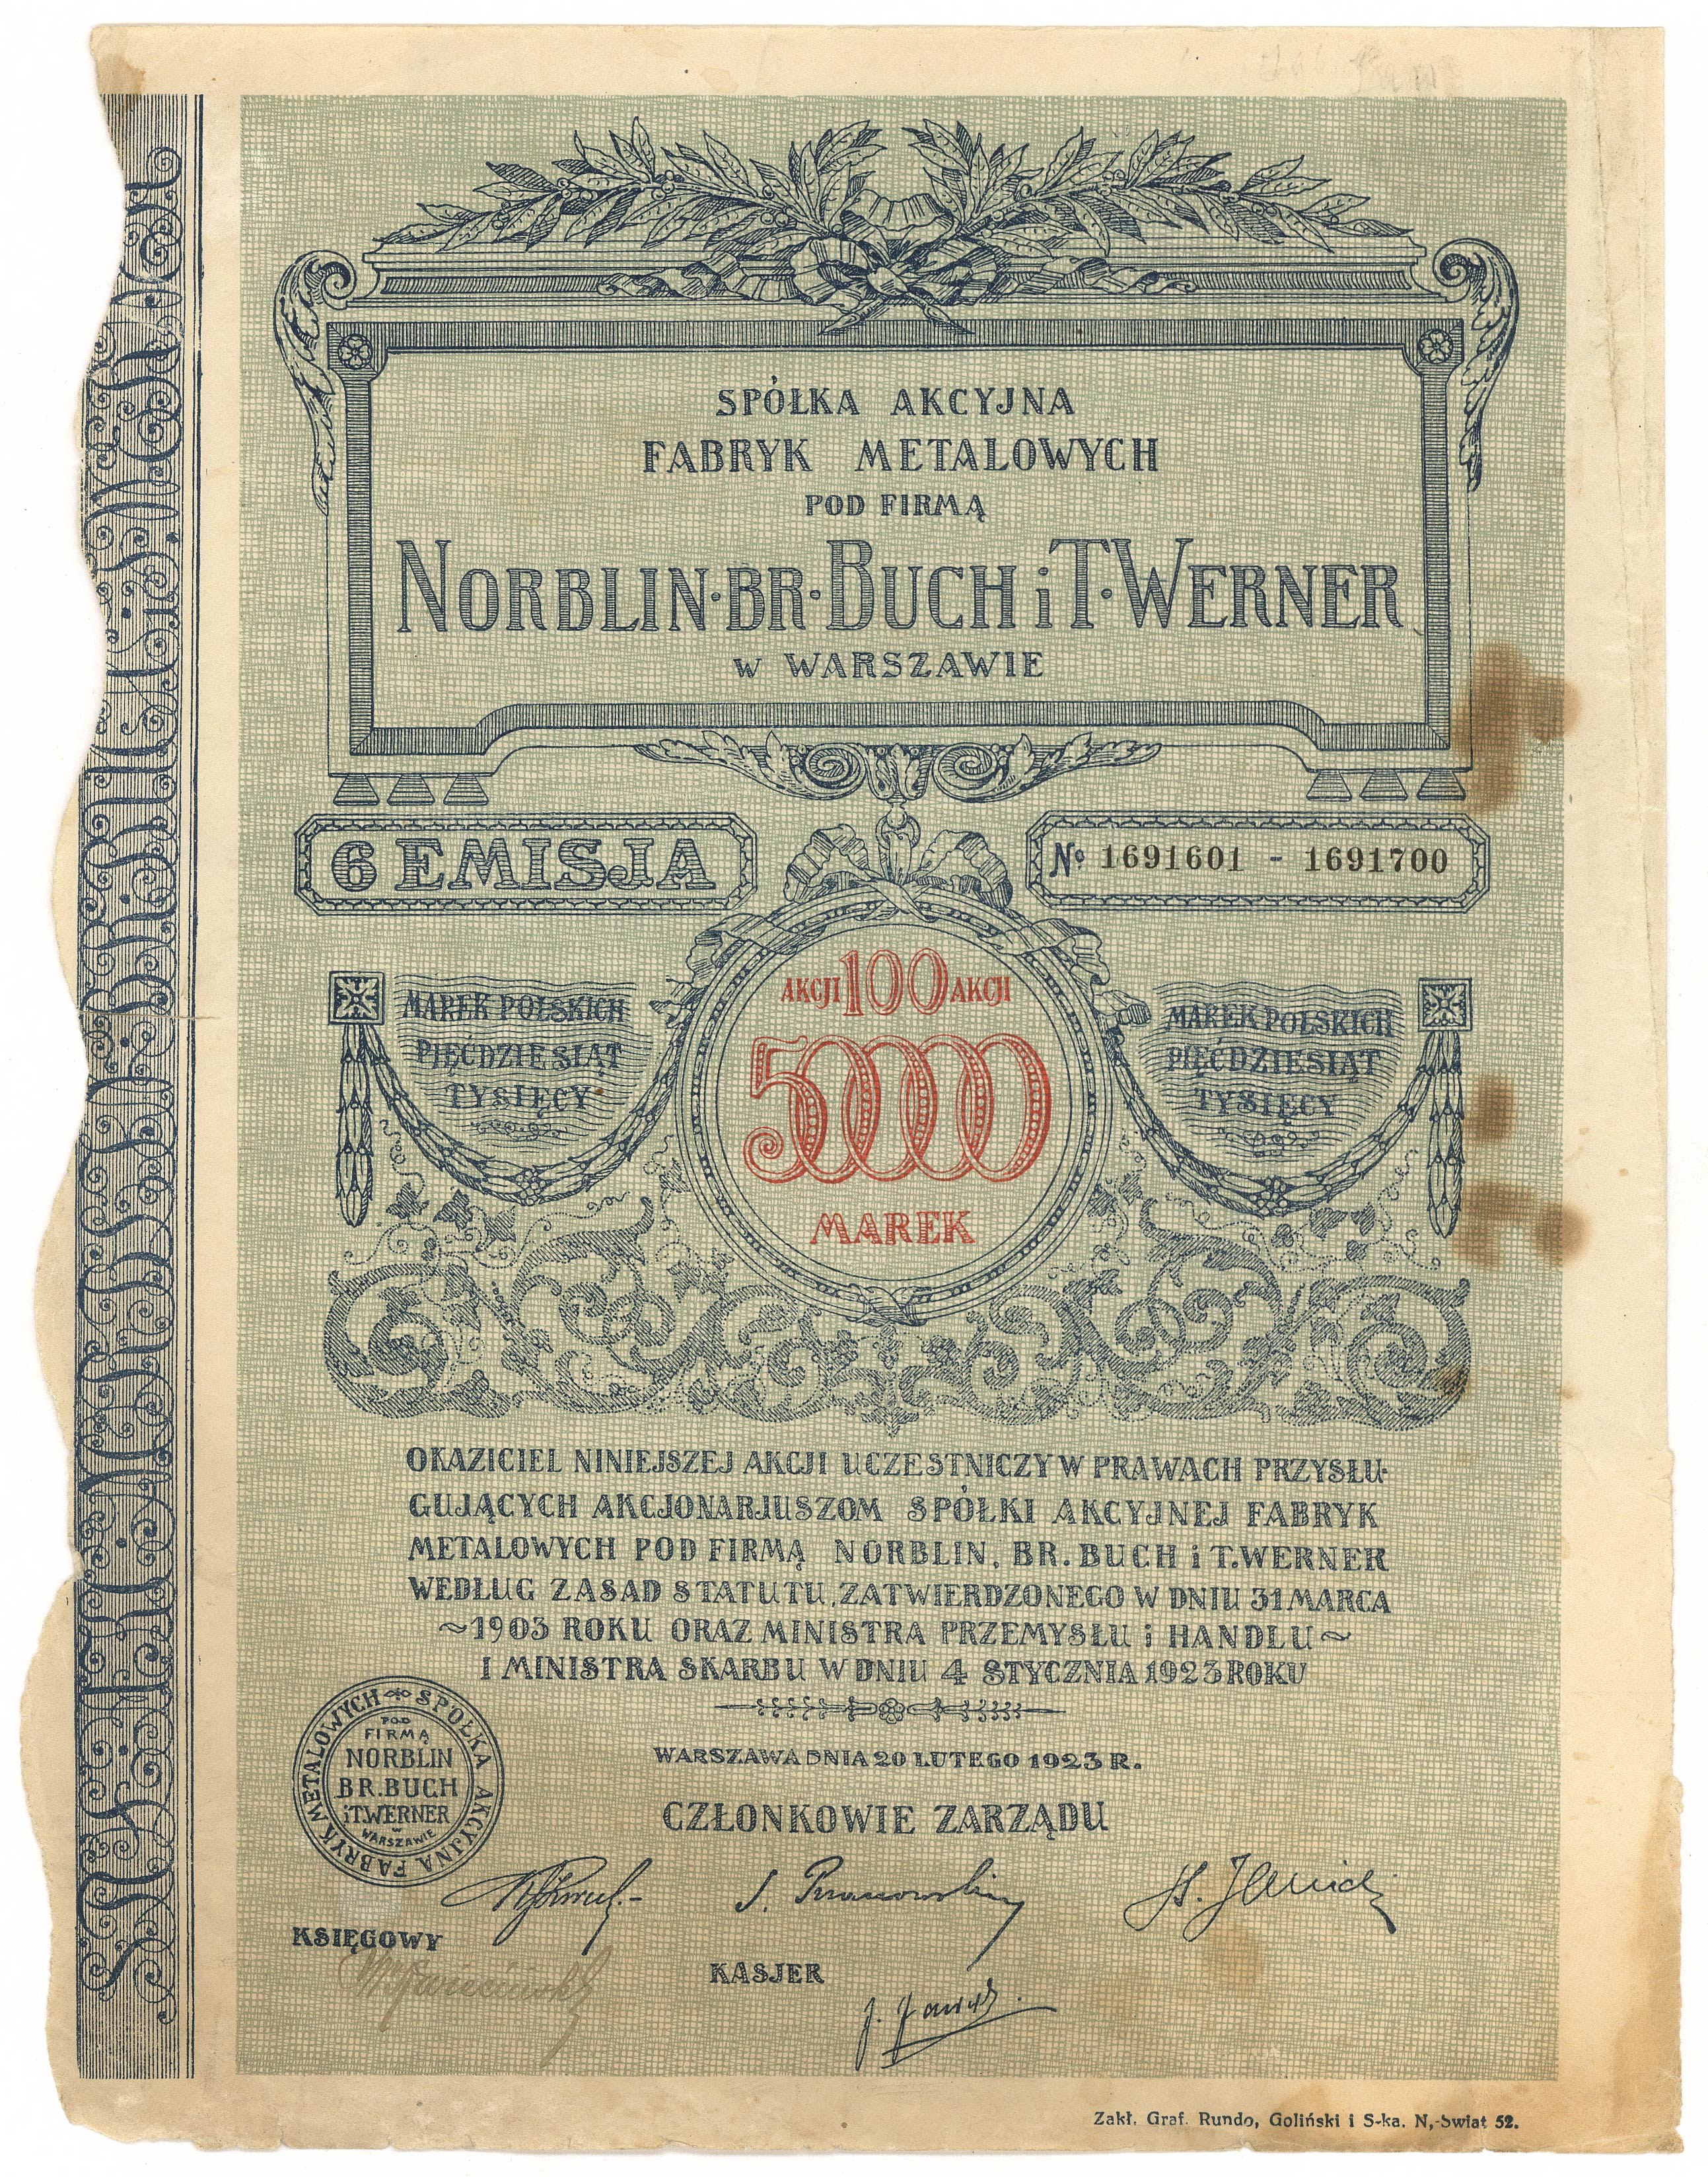 SPÓŁKA AKCYJNA
FABRYK METALOWYCH
POD FIRMĄ
NORBLIN·BR·BUCH i T·WERNER
W WARSZAWIE
6 EMISJA
№ 1691601 - 1691700
AKCJI 100 AKCJI
50000
MAREK
MAREK POLSKICH
PIĘĆDZIESIĄT
TYSIĘCY
MAREK POLSKICH
PIĘĆDZIESIĄT
TYSIĘCY
OKAZICIEL NINIEJSZEJ AKCJI UCZESTNICZY W PRAWACH PRZYSŁU-
GUJĄCYCH AKCJONARJUSZOM SPÓŁKI AKCYJNEJ FABRYK
METALOWYCH POD FIRMĄ NORBLIN, BR. BUCH i T. WERNER
WEDŁUG ZASAD STATUTU, ZATWIERDZONEGO W DNIU 31 MARCA
~1903 ROKU ORAZ MINISTRA PRZEMYSŁU i HANDLU~
I MINISTRA SKARBU W DNIU 4 STYCZNIA 1923 ROKU
WARSZAWA DNIA 20 LUTEGO 1923 R.
CZŁONKOWIE ZARZĄDU
SPÓŁKA AKCYJNA FABRYK METALOWYCH
POD
FIRMĄ
NORBLIN
BR. BUCH
i T. WERNER
W
WARSZAWIE
KSIĘGOWY
KASJER
Zakł. Graf. Rundo, Goliński i S-ka. N.-Swiat 52.